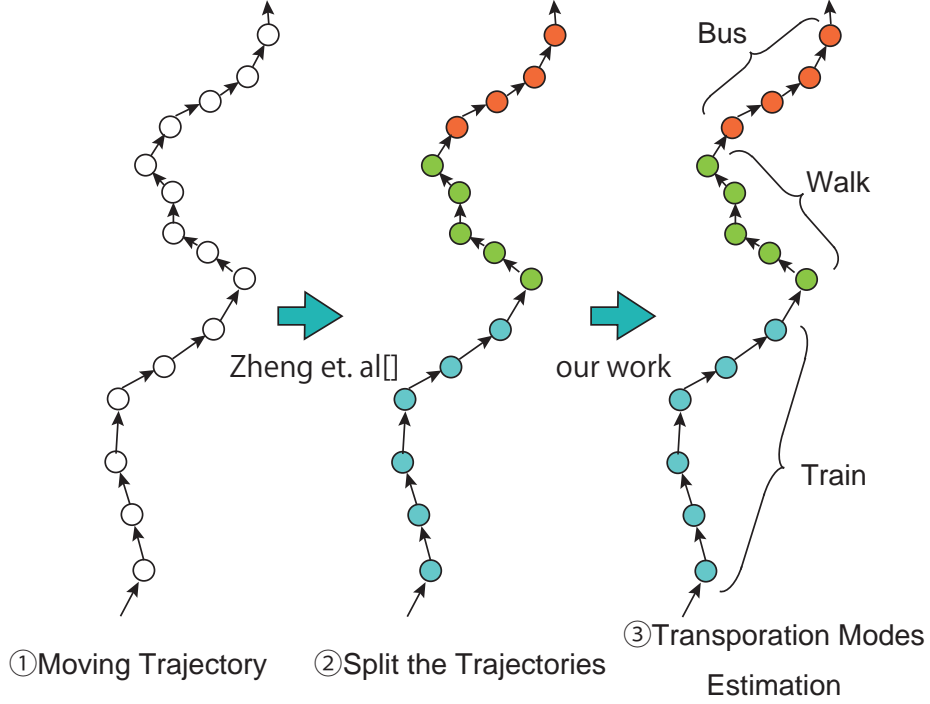 Bus
Walk
Zheng et. al[]
our work
Train
①Moving Trajectory
②Split the Trajectories
③Transporation Modes
Estimation